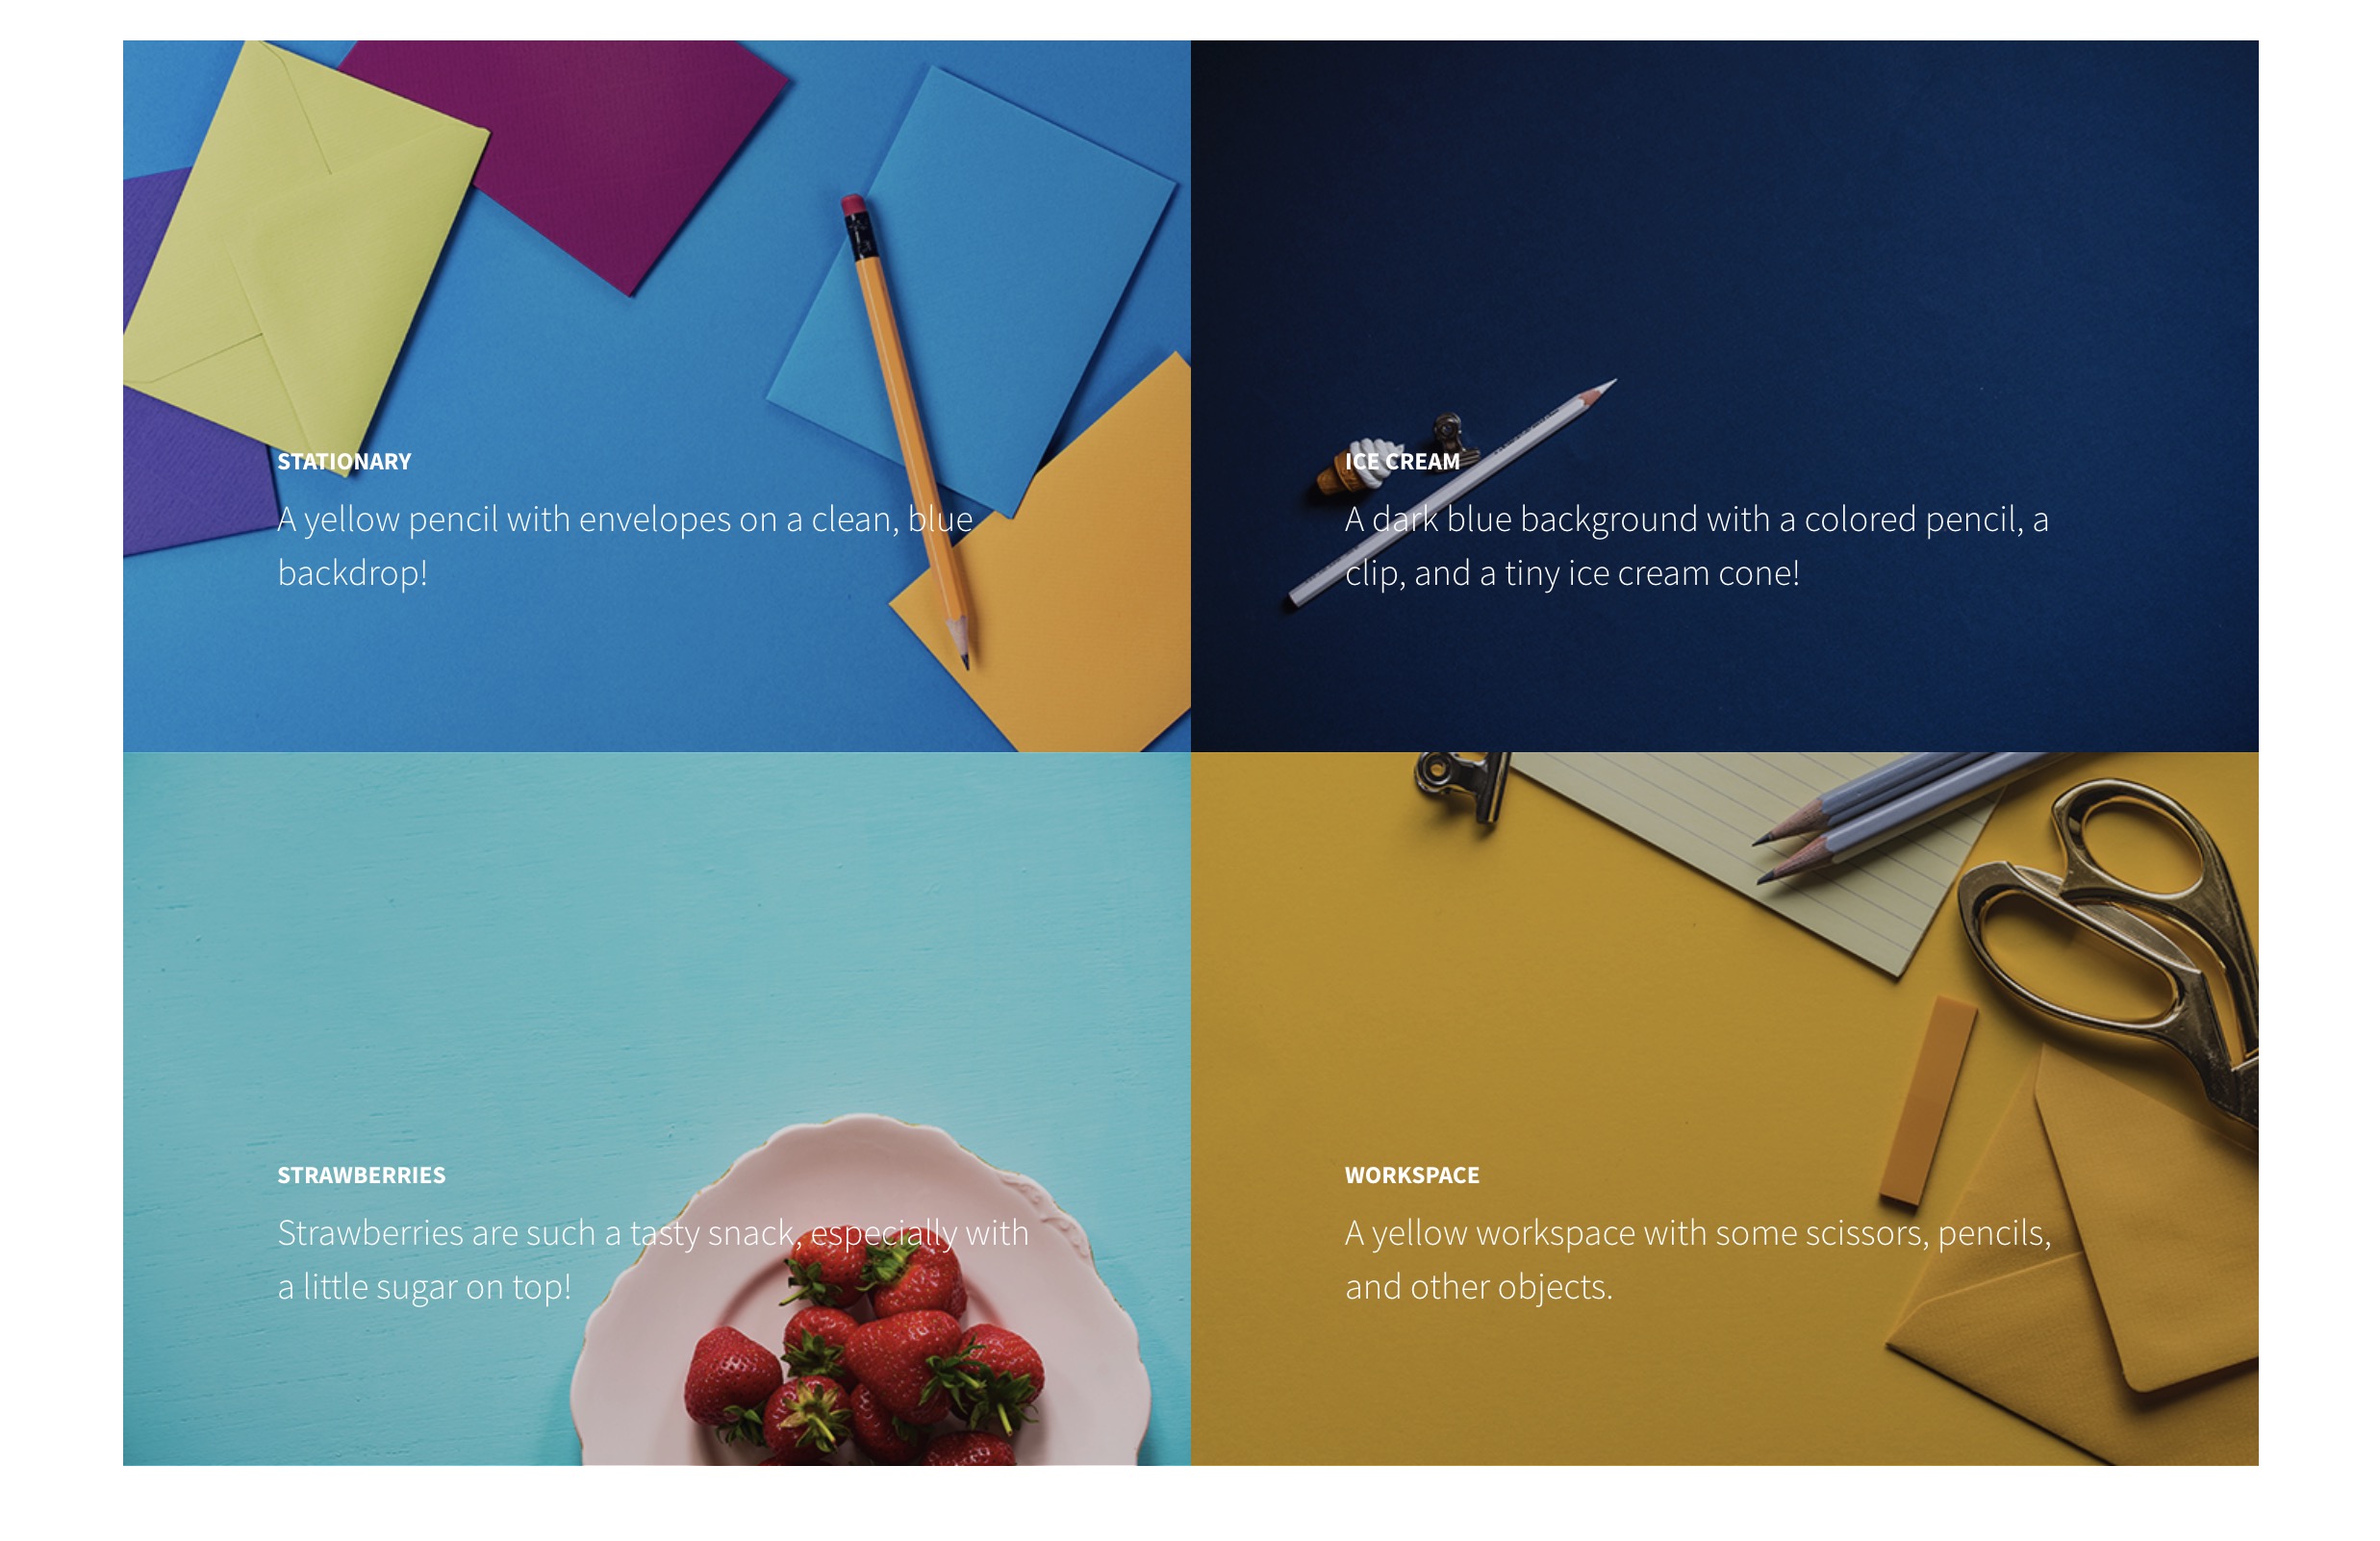 STATIONARY
A yellow pencil with envelopes on a clean, blue
backdrop!
ICE CREAM
A dark blue background with a colored pencil, a
clip, and a tiny ice cream cone!
STRAWBERRIES
Strawberries are such a tasty snack, especially with
a little sugar on top!
WORKSPACE
A yellow workspace with some scissors, pencils,
and other objects.